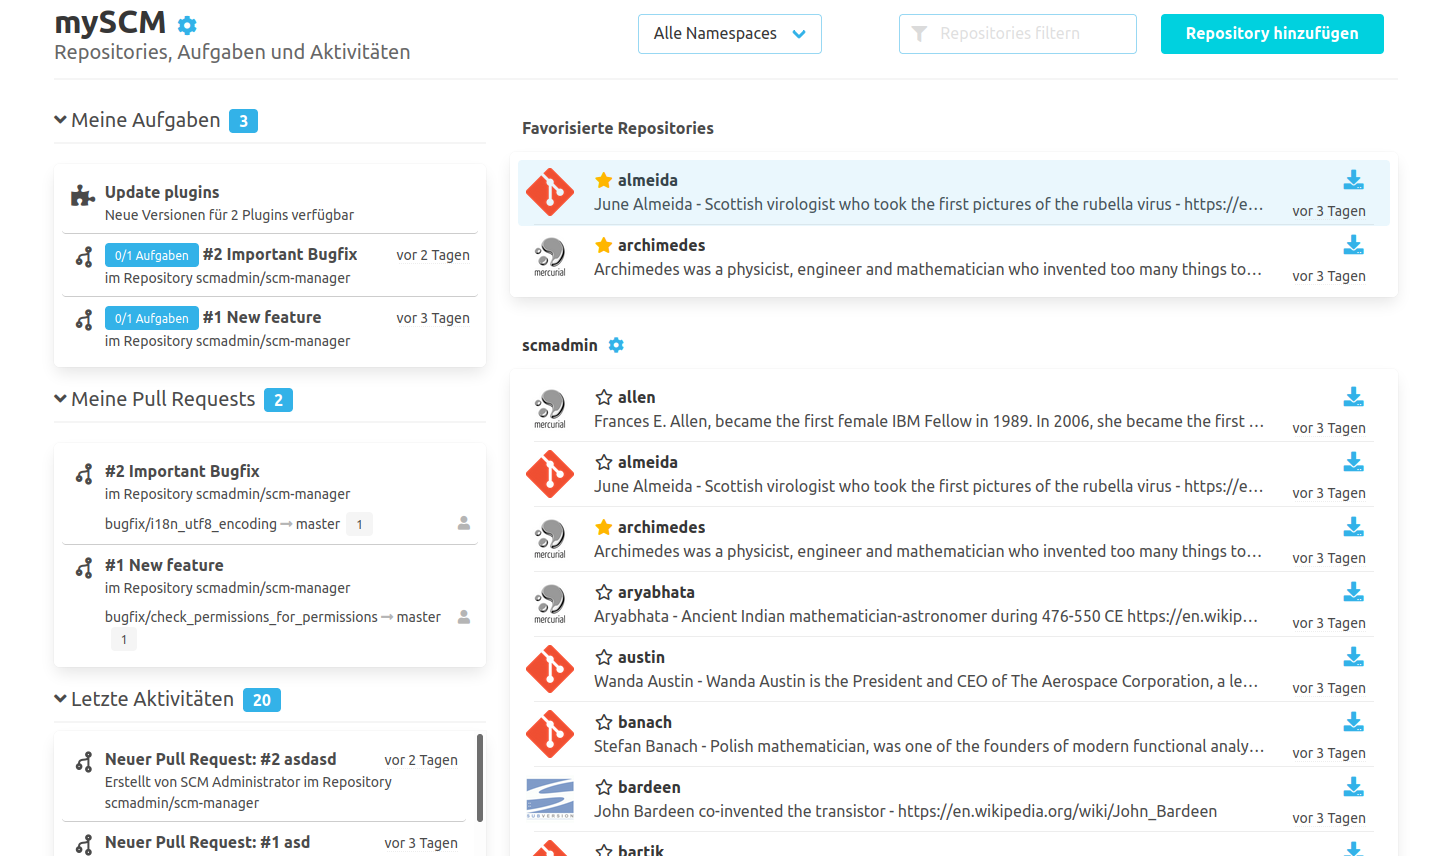 mySCM
Repositories, Aufgaben und Aktivitäten
Alle Namespaces
Repositories filtern
Repository hinzufügen
Meine Aufgaben 3
Update plugins
Neue Versionen für 2 Plugins verfügbar
0/1 Aufgaben #2 Important Bugfix vor 2 Tagen
im Repository scmadmin/scm-manager
0/1 Aufgaben #1 New feature vor 3 Tagen
im Repository scmadmin/scm-manager
Meine Pull Requests 2
#2 Important Bugfix
im Repository scmadmin/scm-manager
bugfix/i18n_utf8_encoding → master 1
#1 New feature
im Repository scmadmin/scm-manager
bugfix/check_permissions_for_permissions → master
1
Letzte Aktivitäten 20
Neuer Pull Request: #2 asdasd vor 2 Tagen
Erstellt von SCM Administrator im Repository
scmadmin/scm-manager
Neuer Pull Request: #1 asd vor 3 Tagen
Favorisierte Repositories
almeida
June Almeida - Scottish virologist who took the first pictures of the rubella virus - https://e...
vor 3 Tagen
mercurial
archimedes
Archimedes was a physicist, engineer and mathematician who invented too many things to...
vor 3 Tagen
scmadmin
mercurial
allen
Frances E. Allen, became the first female IBM Fellow in 1989. In 2006, she became the first ...
vor 3 Tagen
almeida
June Almeida - Scottish virologist who took the first pictures of the rubella virus - https://e...
vor 3 Tagen
mercurial
archimedes
Archimedes was a physicist, engineer and mathematician who invented too many things to...
vor 3 Tagen
mercurial
aryabhata
Aryabhata - Ancient Indian mathematician-astronomer during 476-550 CE https://en.wikip...
vor 3 Tagen
austin
Wanda Austin - Wanda Austin is the President and CEO of The Aerospace Corporation, a le...
vor 3 Tagen
banach
Stefan Banach - Polish mathematician, was one of the founders of modern functional analy...
vor 3 Tagen
SUBVERSION
bardeen
John Bardeen co-invented the transistor - https://en.wikipedia.org/wiki/John_Bardeen
vor 3 Tagen
bartik